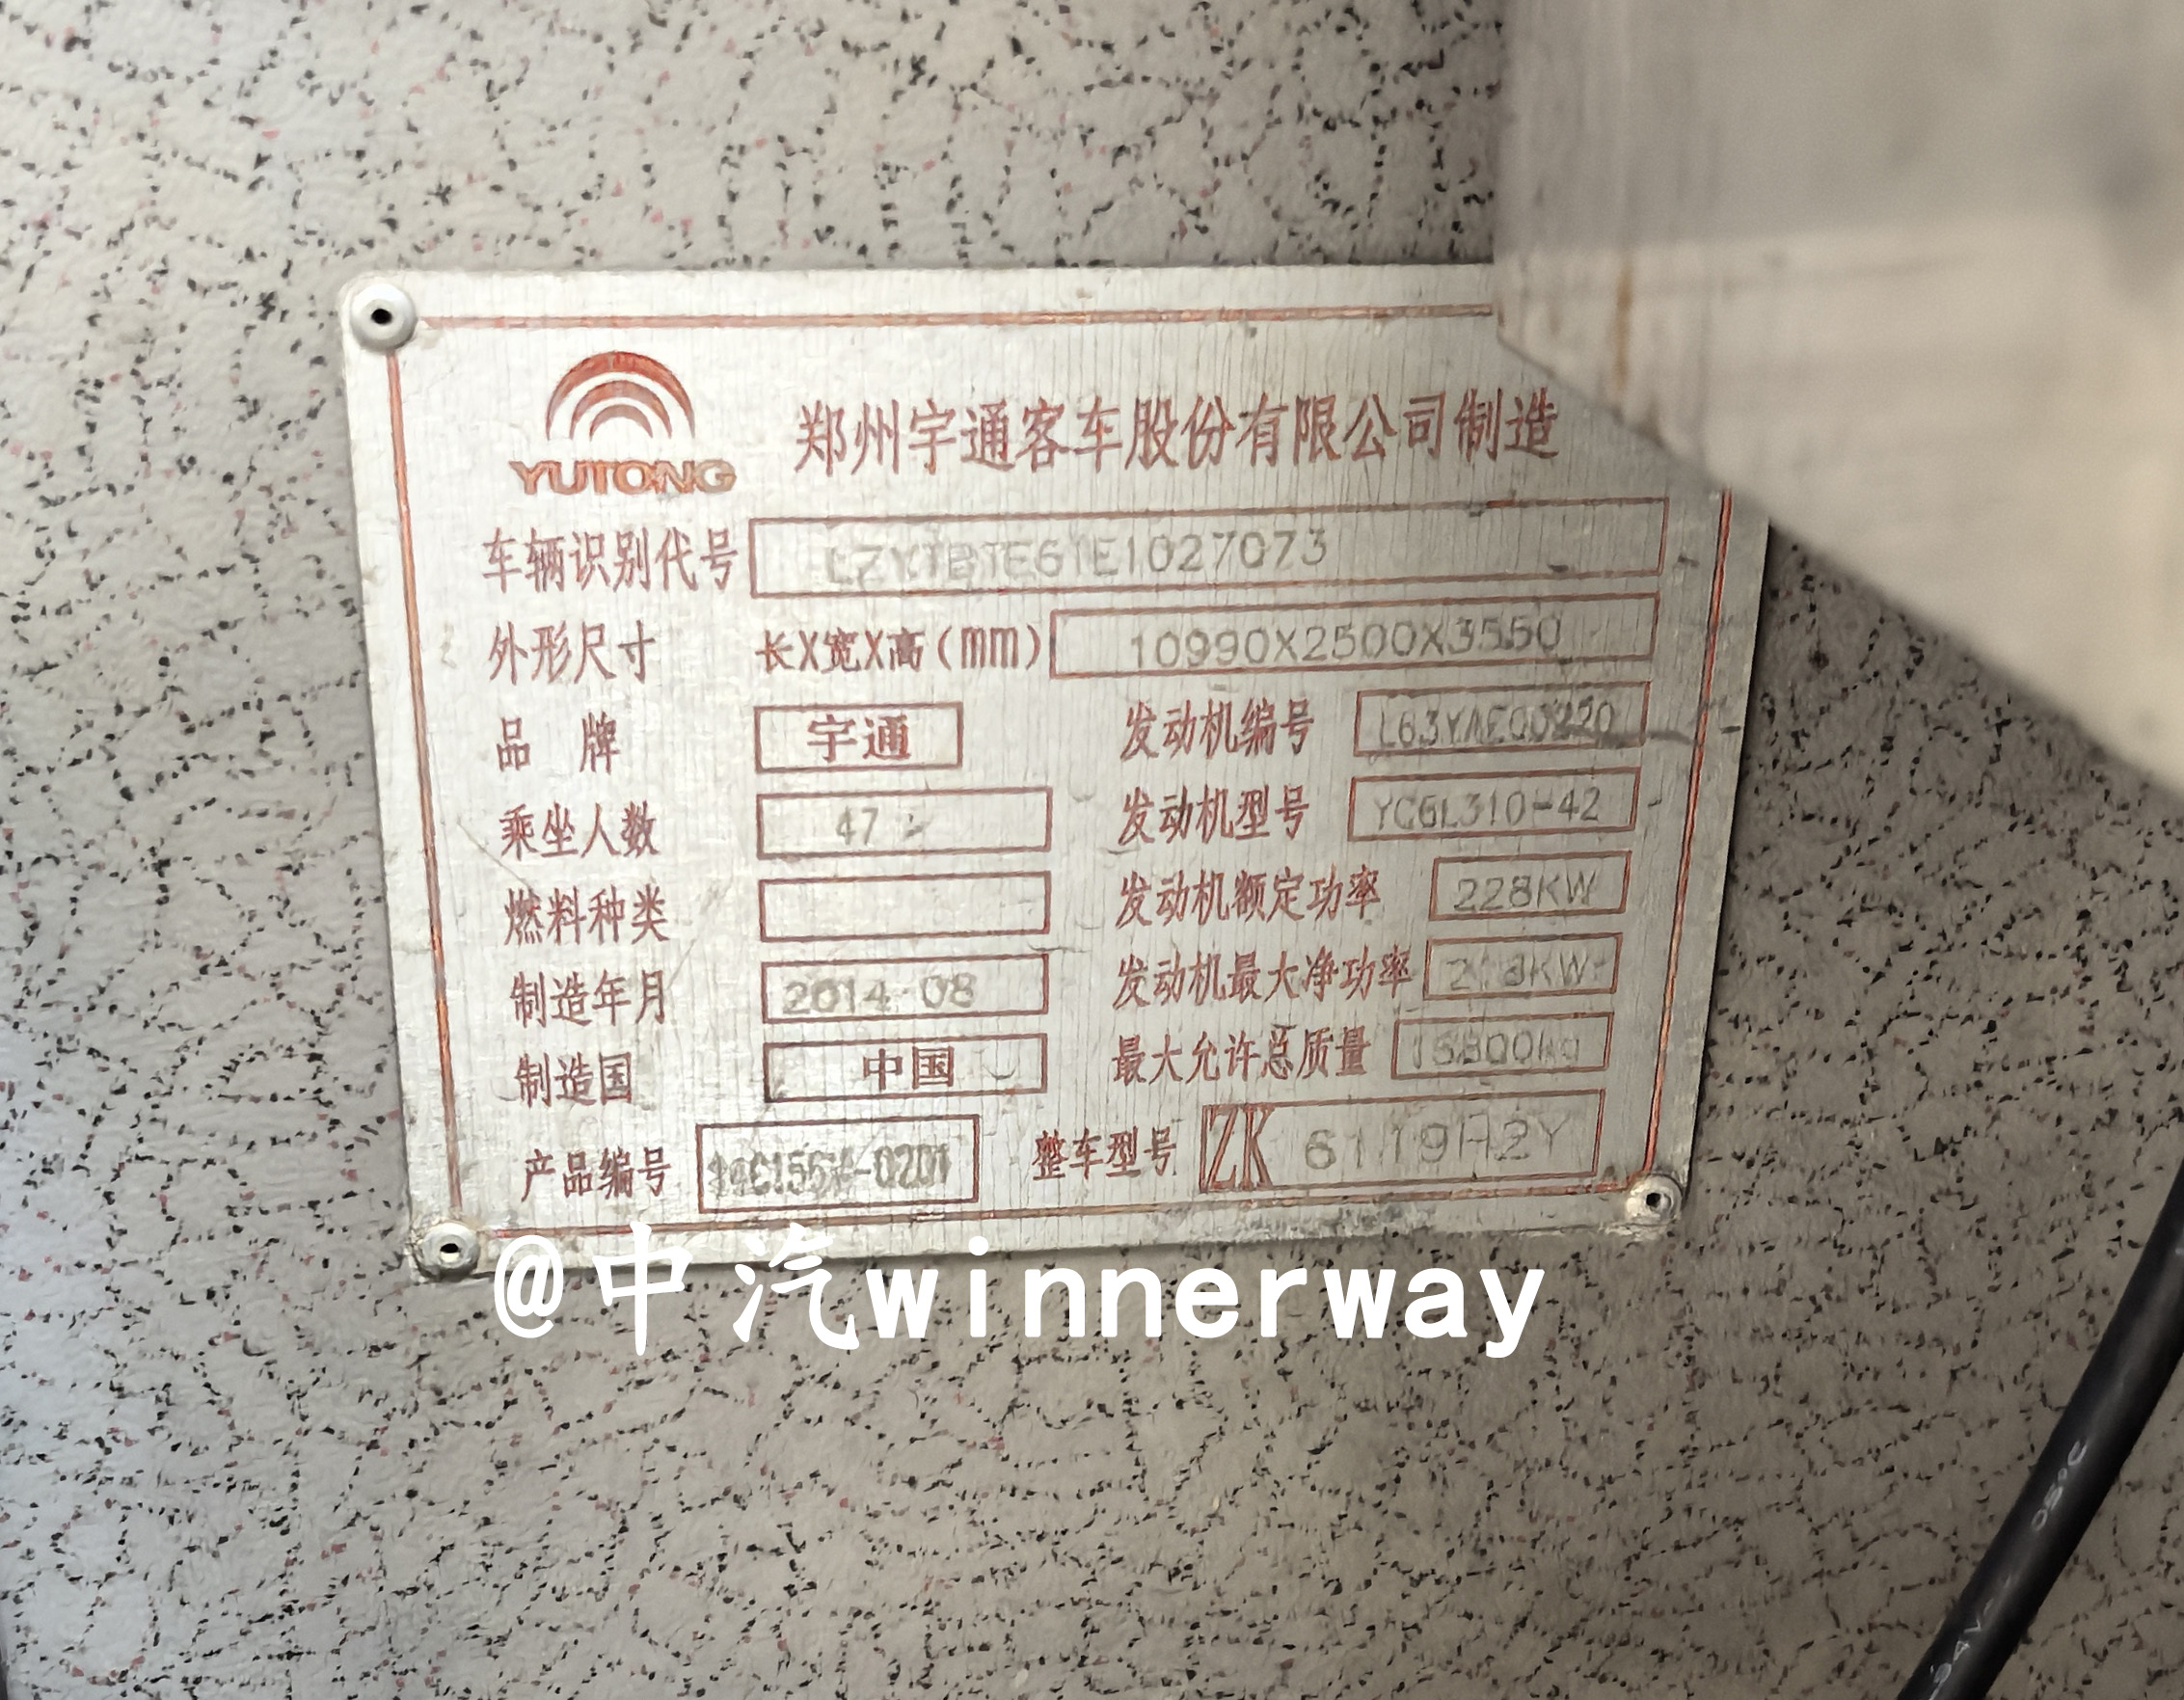 YUTONG
郑州宇通客车股份有限公司制造
车辆识别代号 LZYTBTE61E1027073
外形尺寸 长X宽X高(mm) 10990X2500X3550
品 牌 宇通 发动机编号
乘坐人数 47 发动机型号 YC6L310-42
燃料种类 发动机额定功率 228KW
制造年月 2014 08 发动机最大净功率
制造国 中国 最大允许总质量
产品编号 整车型号 ZK 6119H2Y
@中汽winnerway